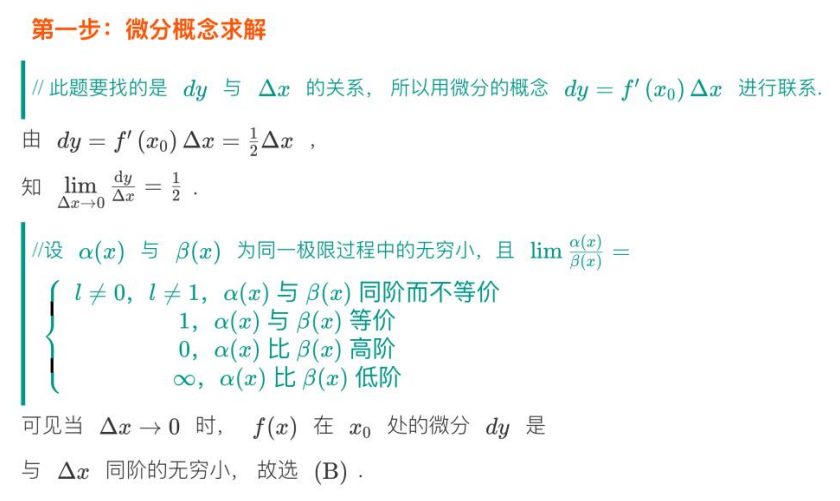 第一步：微分概念求解
// 此题要找的是 dy 与 Δx 的关系，所以用微分的概念 dy = f′(x₀)Δx 进行联系.
由 dy = f′(x₀)Δx = 1/2 Δx ，
知 lim_{Δx→0} dy/Δx = 1/2 .
//设 α(x) 与 β(x) 为同一极限过程中的无穷小，且 lim α(x)/β(x) =
{ l ≠ 0，l ≠ 1，α(x) 与 β(x) 同阶而不等价
1，α(x) 与 β(x) 等价
0，α(x) 比 β(x) 高阶
∞，α(x) 比 β(x) 低阶
可见当 Δx → 0 时， f(x) 在 x₀ 处的微分 dy 是
与 Δx 同阶的无穷小，故选 (B) .